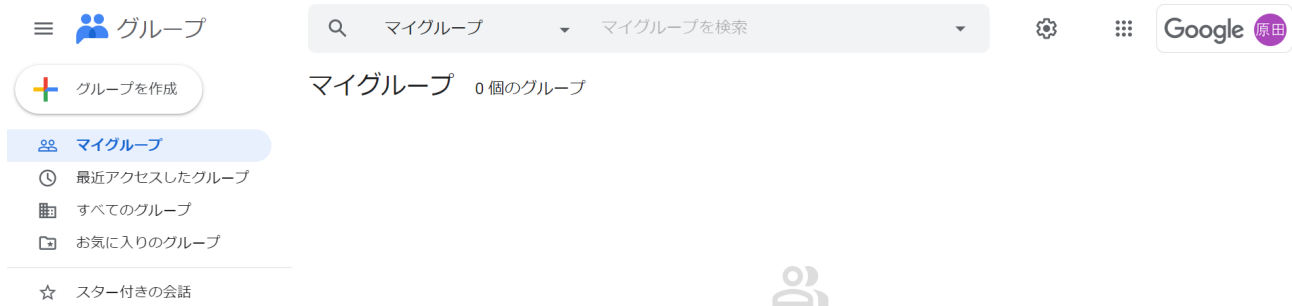 グループ
マイグループ
マイグループを検索
Google
原田
グループを作成
マイグループ 0 個のグループ
マイグループ
最近アクセスしたグループ
すべてのグループ
お気に入りのグループ
スター付きの会話